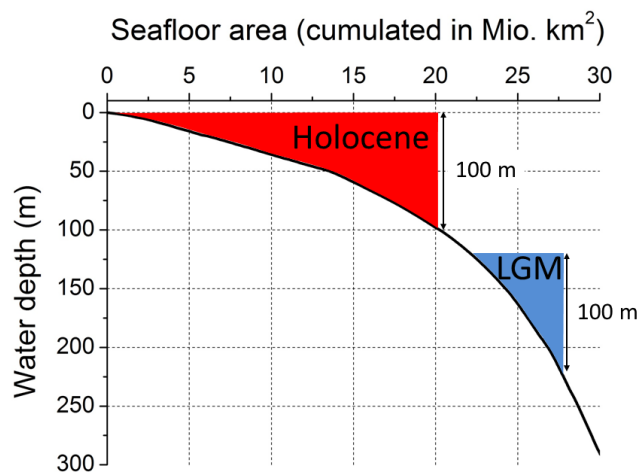 Seafloor area (cumulated in Mio. km²)
0 5 10 15 20 25 30
Water depth (m)
0
50
100
150
200
250
300
Holocene
100 m
LGM
100 m